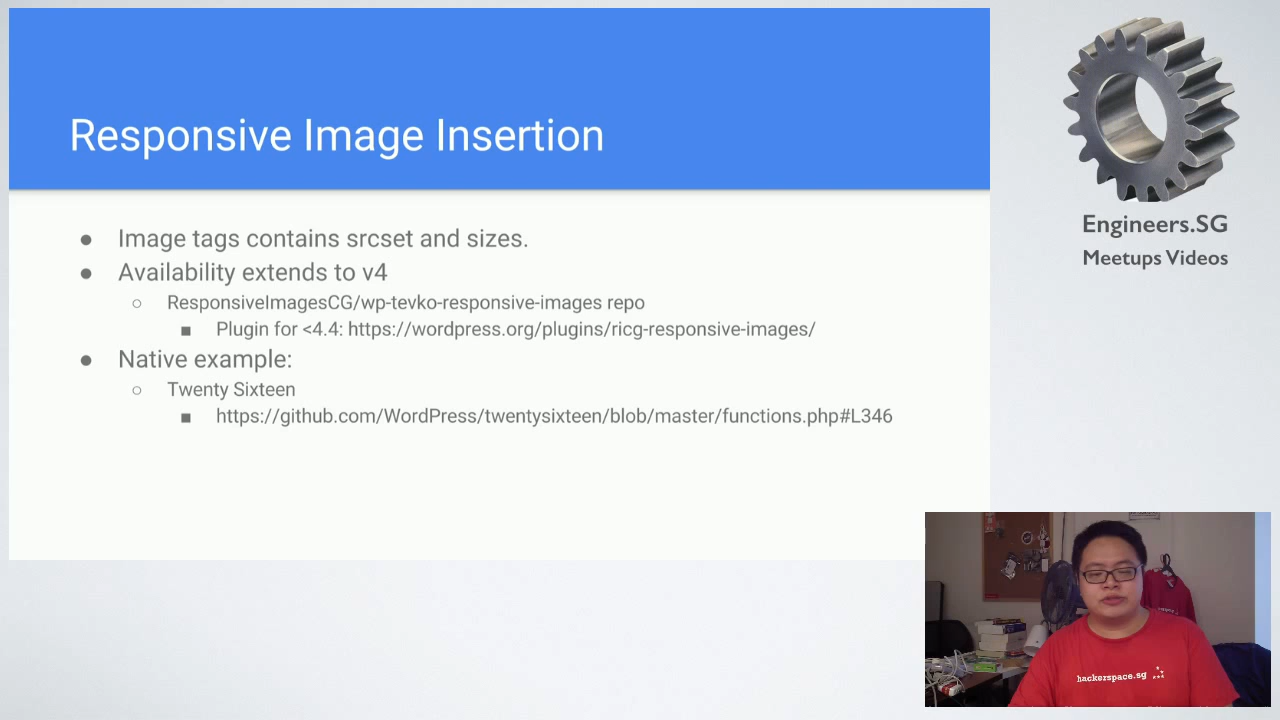 Responsive Image Insertion
● Image tags contains srcset and sizes.
● Availability extends to v4
○ ResponsiveImagesCG/wp-tevko-responsive-images repo
■ Plugin for <4.4: https://wordpress.org/plugins/ricg-responsive-images/
● Native example:
○ Twenty Sixteen
■ https://github.com/WordPress/twentysixteen/blob/master/functions.php#L346
Engineers.SG
Meetups Videos
hackerspace.sg